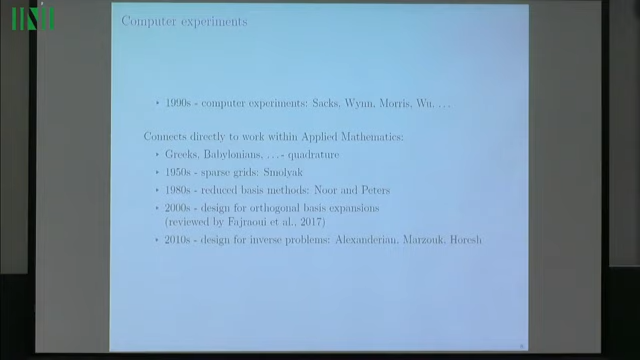 Computer experiments
1990s - computer experiments: Sacks, Wynn, Morris, Wu, ...
Connects directly to work within Applied Mathematics:
Greeks, Babylonians, ... - quadrature
1950s - sparse grids: Smolyak
1980s - reduced basis methods: Noor and Peters
2000s - design for orthogonal basis expansions
(reviewed by Fajraoui et al., 2017)
2010s - design for inverse problems: Alexanderian, Marzouk, Horesh